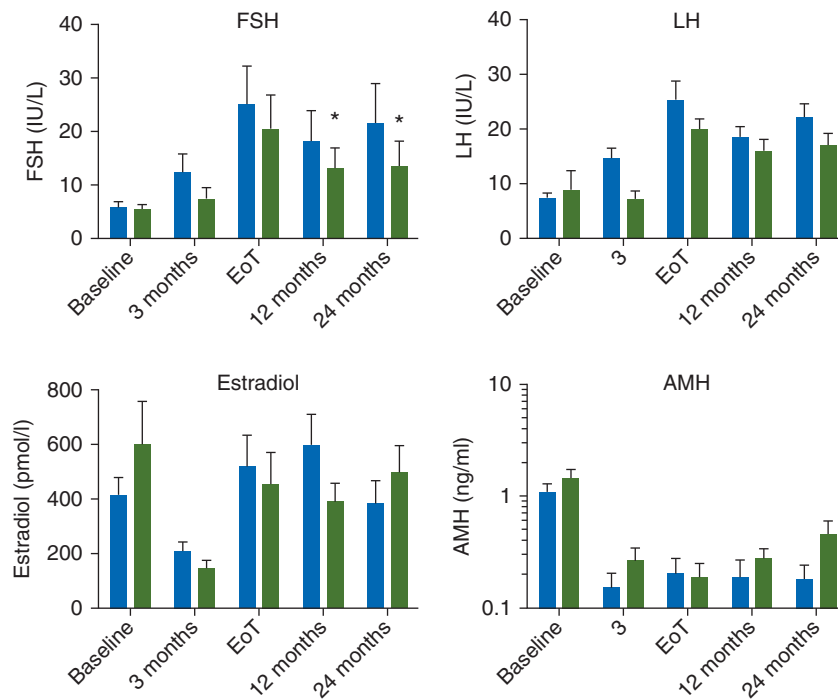 FSH
FSH (IU/L)
40
30
20
10
0
*
*
Baseline
3 months
EoT
12 months
24 months
LH
LH (IU/L)
40
30
20
10
0
Baseline
3
EoT
12 months
24 months
Estradiol
Estradiol (pmol/l)
800
600
400
200
0
Baseline
3 months
EoT
12 months
24 months
AMH
AMH (ng/ml)
10
1
0.1
Baseline
3
EoT
12 months
24 months